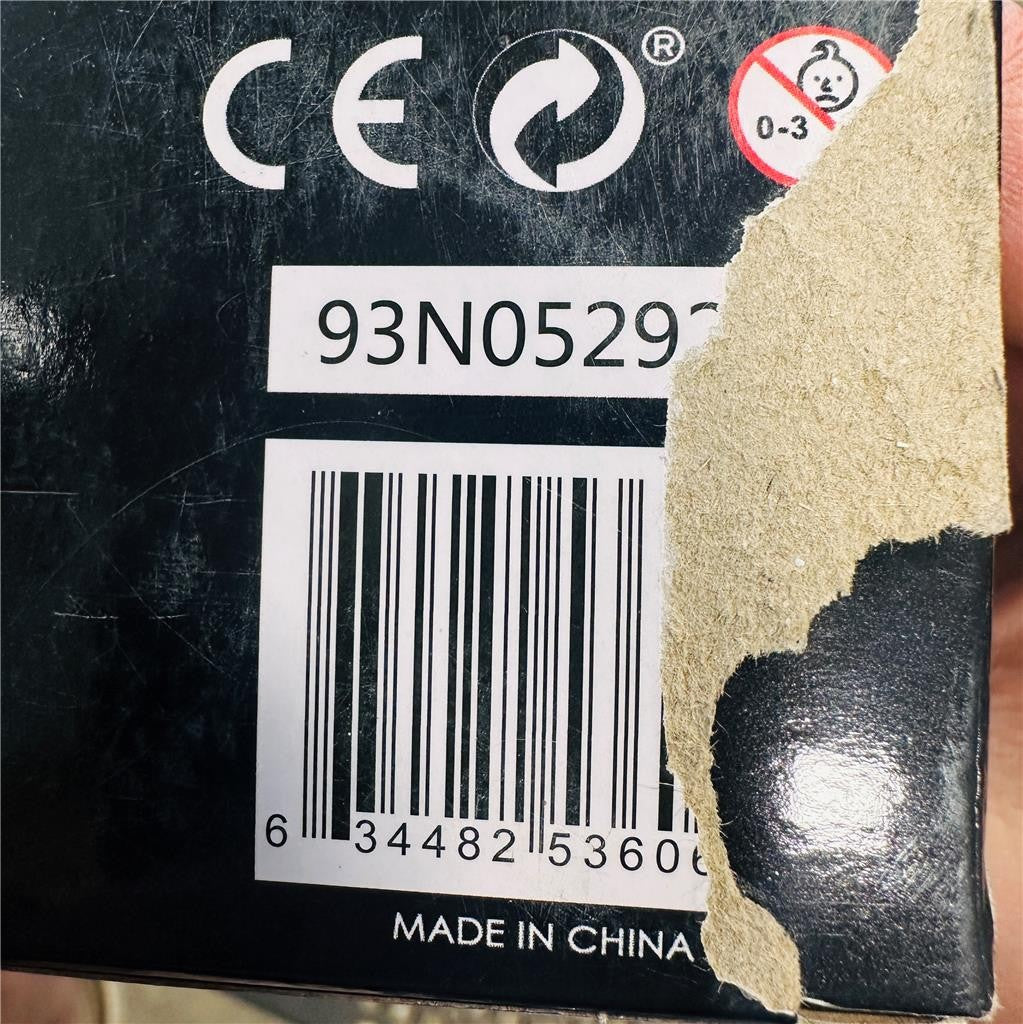 CE ®
0-3
93N0529
6 34482 5360
MADE IN CHINA